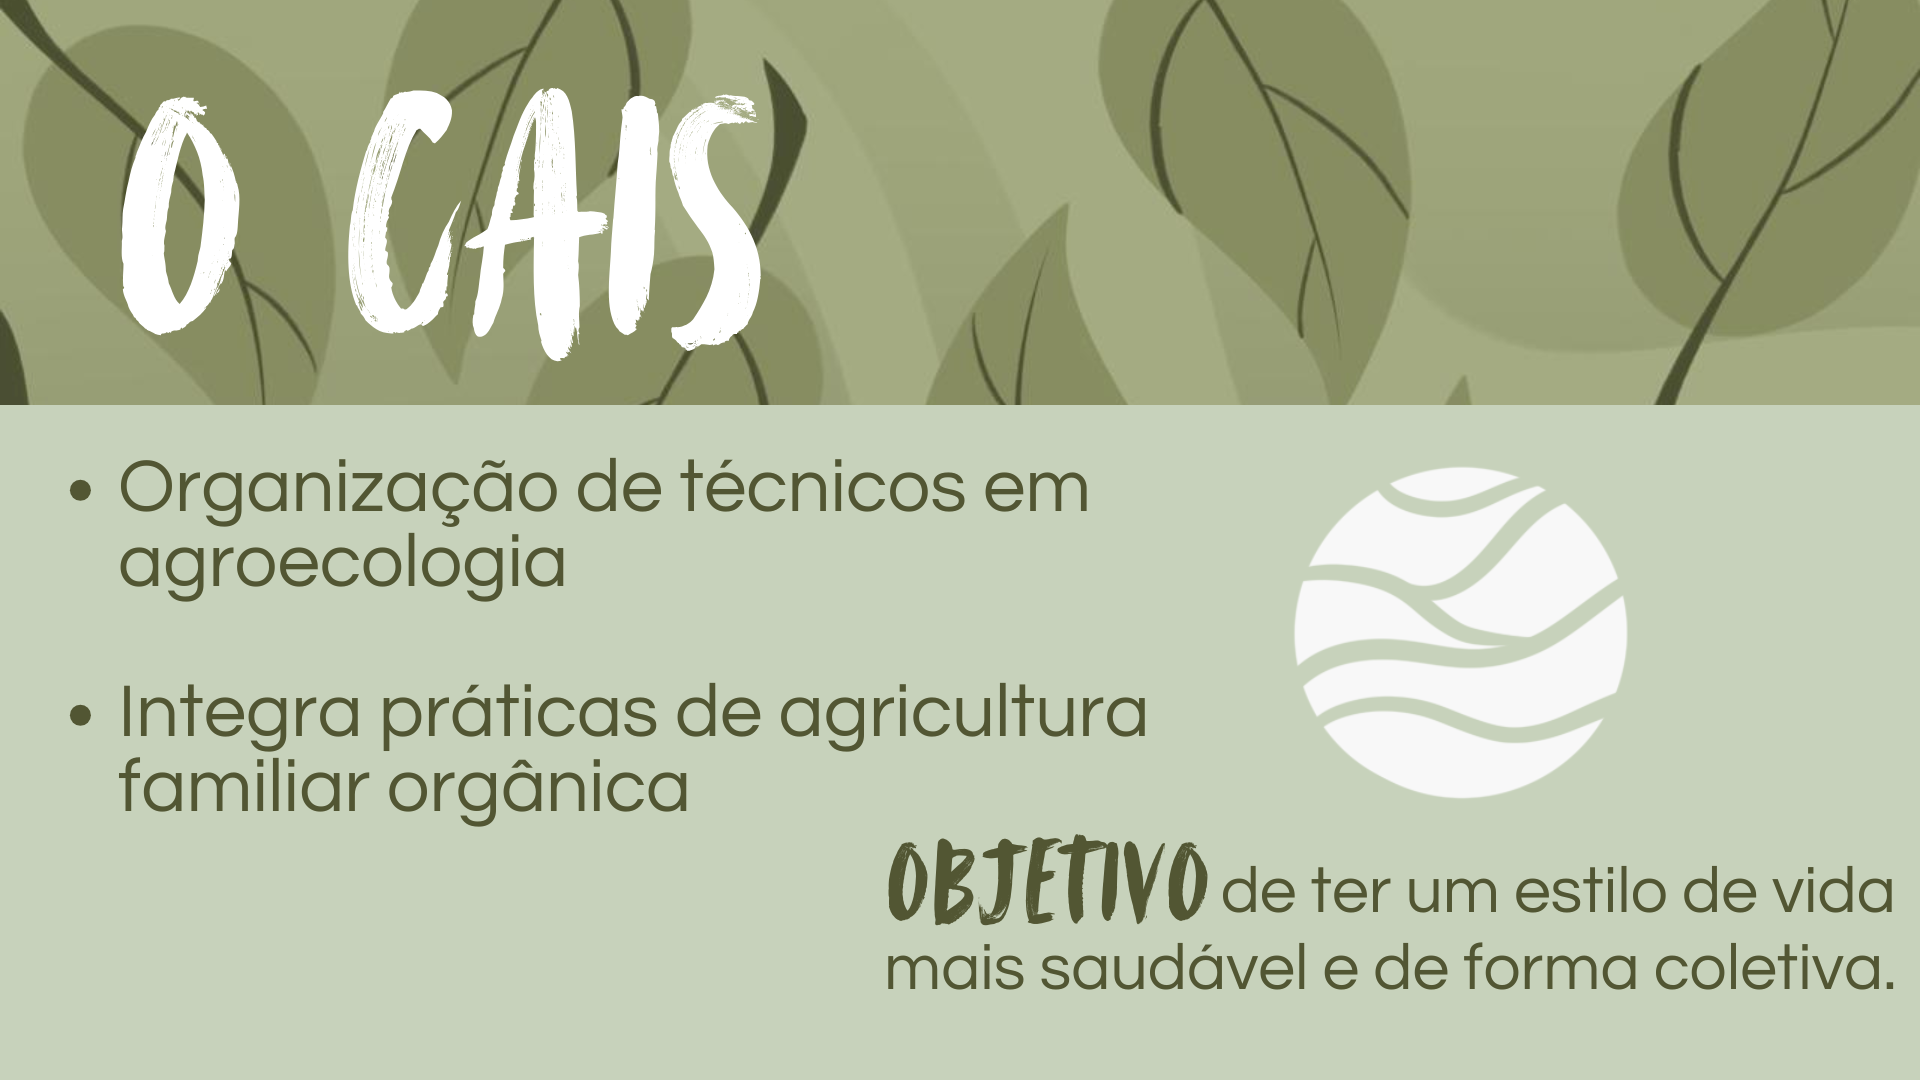 O CAIS
• Organização de técnicos em
agroecologia
• Integra práticas de agricultura
familiar orgânica
OBJETIVO de ter um estilo de vida
mais saudável e de forma coletiva.